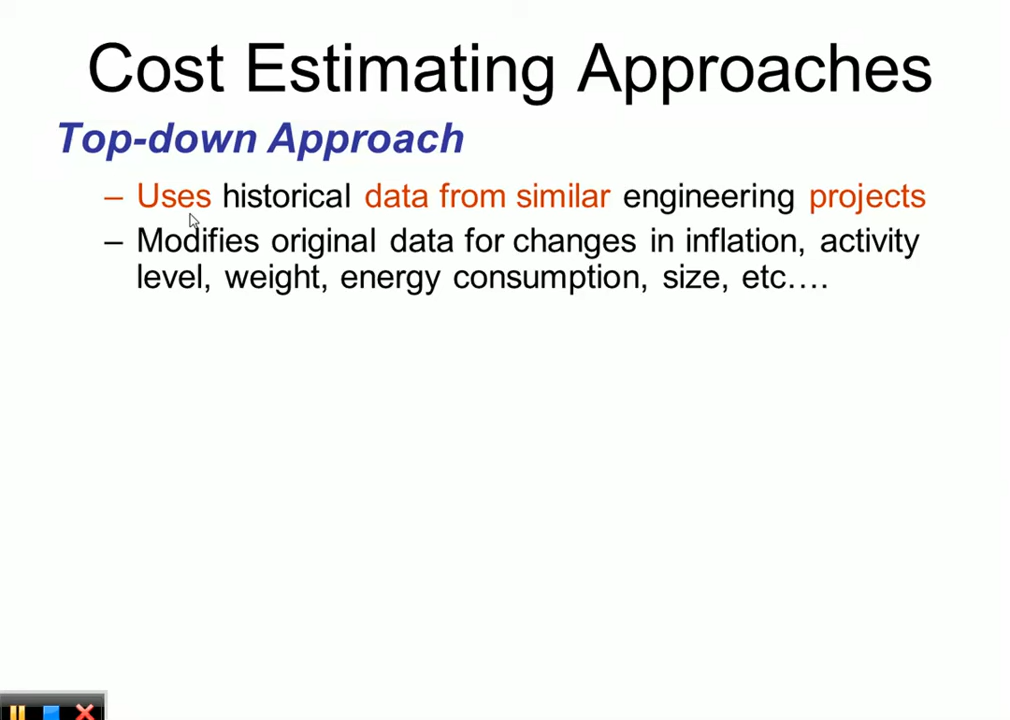 Cost Estimating Approaches
Top-down Approach
– Uses historical data from similar engineering projects
– Modifies original data for changes in inflation, activity
level, weight, energy consumption, size, etc….